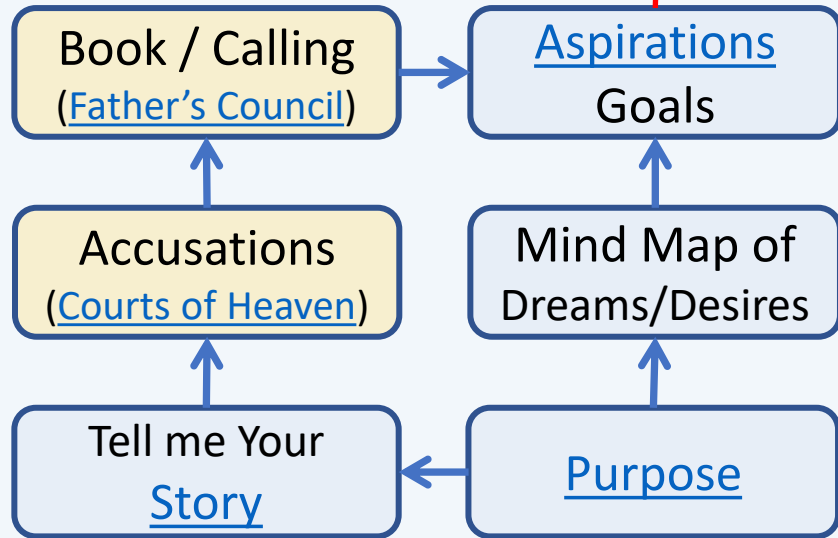 Book / Calling
(Father’s Council)
Aspirations
Goals
Accusations
(Courts of Heaven)
Mind Map of
Dreams/Desires
Tell me Your
Story
Purpose